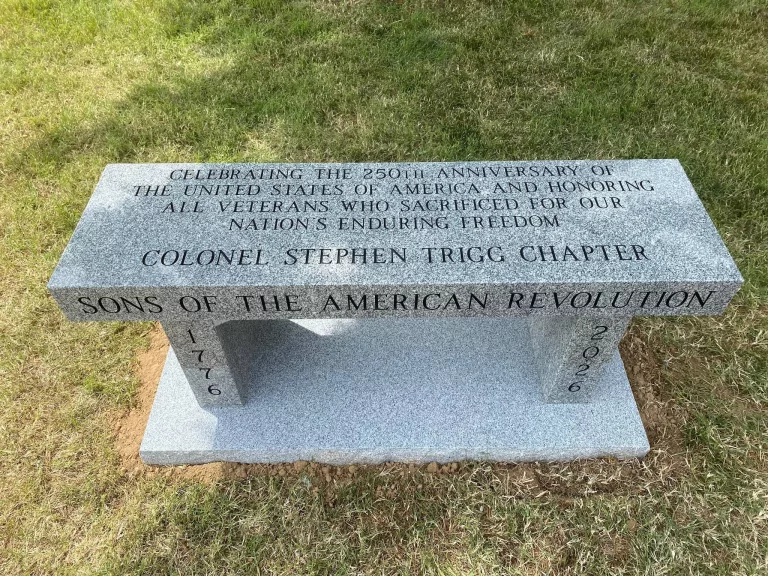 CELEBRATING THE 250TH ANNIVERSARY OF
THE UNITED STATES OF AMERICA AND HONORING
ALL VETERANS WHO SACRIFICED FOR OUR
NATION'S ENDURING FREEDOM
COLONEL STEPHEN TRIGG CHAPTER
SONS OF THE AMERICAN REVOLUTION
1776
2026